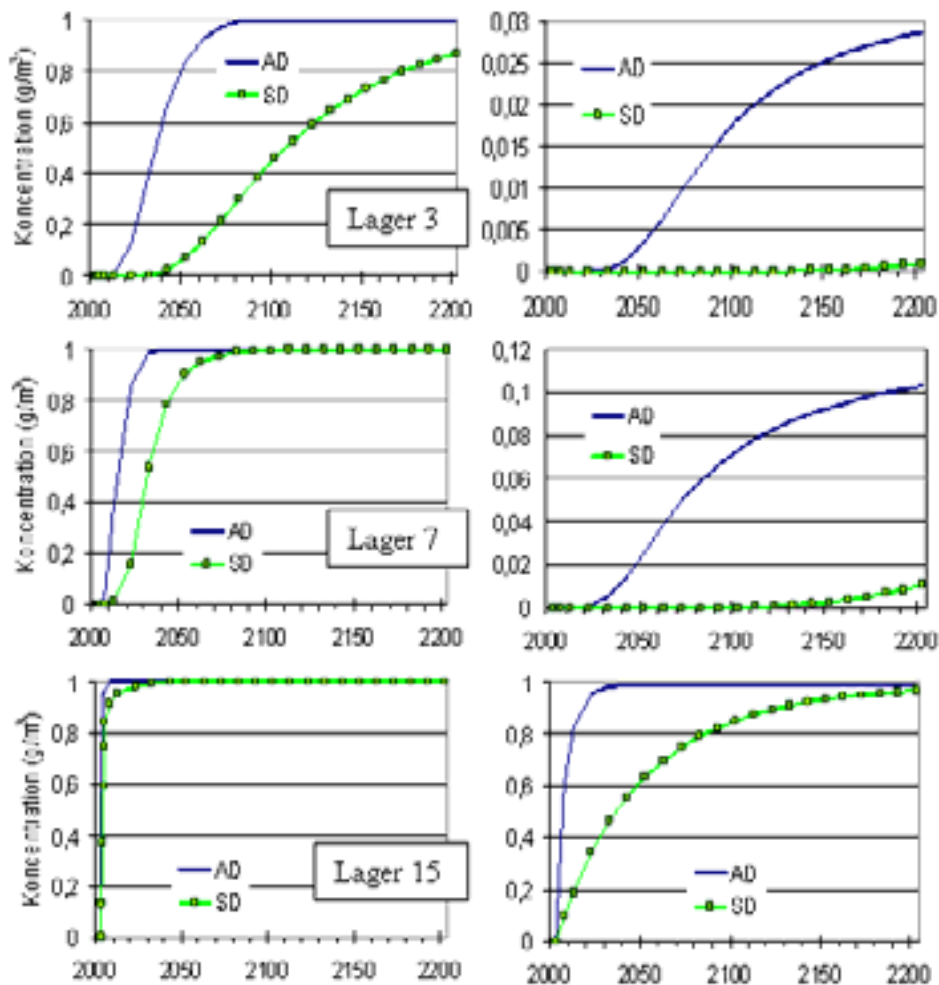 Koncentration (g/m³)
1
0,8
0,6
0,4
0,2
0
AD
SD
Lager 3
2000 2050 2100 2150 2200
0,03
0,025
0,02
0,015
0,01
0,005
0
AD
SD
2000 2050 2100 2150 2200
Koncentration (g/m³)
1
0,8
0,6
0,4
0,2
0
AD
SD
Lager 7
2000 2050 2100 2150 2200
0,12
0,1
0,08
0,06
0,04
0,02
0
AD
SD
2000 2050 2100 2150 2200
Koncentration (g/m³)
1
0,8
0,6
0,4
0,2
0
AD
SD
Lager 15
2000 2050 2100 2150 2200
1
0,8
0,6
0,4
0,2
0
AD
SD
2000 2050 2100 2150 2200